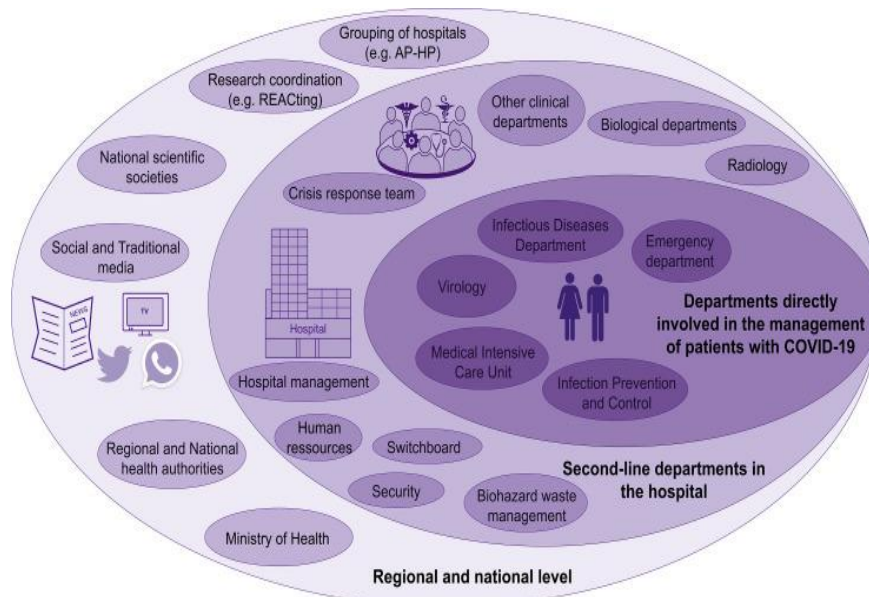 Grouping of hospitals
(e.g. AP-HP)
Research coordination
(e.g. REACting)
National scientific
societies
Social and Traditional
media
NEWS
TV
Regional and National
health authorities
Ministry of Health
Regional and national level
Other clinical
departments
Biological departments
Radiology
Crisis response team
Hospital
Hospital management
Human
ressources
Switchboard
Security
Biohazard waste
management
Second-line departments in
the hospital
Infectious Diseases
Department
Emergency
department
Virology
Medical Intensive
Care Unit
Infection Prevention
and Control
Departments directly
involved in the management
of patients with COVID-19